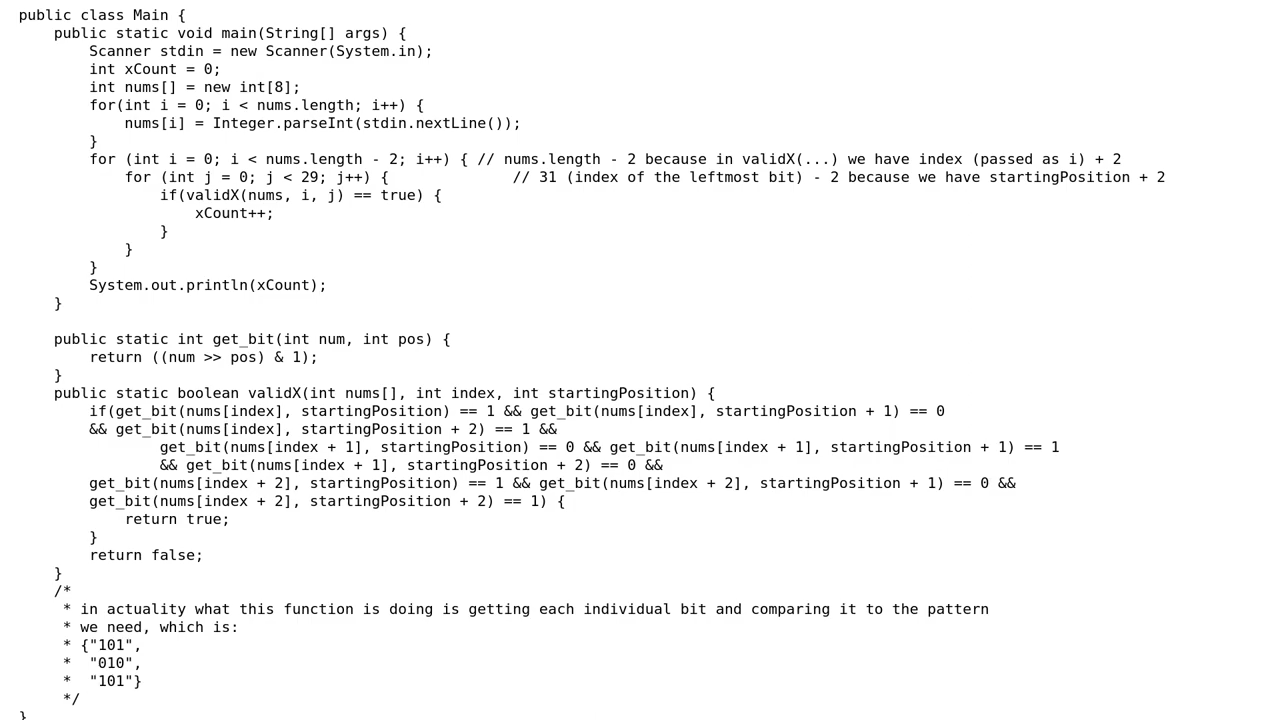 public class Main {
    public static void main(String[] args) {
        Scanner stdin = new Scanner(System.in);
        int xCount = 0;
        int nums[] = new int[8];
        for(int i = 0; i < nums.length; i++) {
            nums[i] = Integer.parseInt(stdin.nextLine());
        }
        for (int i = 0; i < nums.length - 2; i++) { // nums.length - 2 because in validX(...) we have index (passed as i) + 2
            for (int j = 0; j < 29; j++) {              // 31 (index of the leftmost bit) - 2 because we have startingPosition + 2
                if(validX(nums, i, j) == true) {
                    xCount++;
                }
            }
        }
        System.out.println(xCount);
    }

    public static int get_bit(int num, int pos) {
        return ((num >> pos) & 1);
    }
    public static boolean validX(int nums[], int index, int startingPosition) {
        if(get_bit(nums[index], startingPosition) == 1 && get_bit(nums[index], startingPosition + 1) == 0
        && get_bit(nums[index], startingPosition + 2) == 1 &&
                get_bit(nums[index + 1], startingPosition) == 0 && get_bit(nums[index + 1], startingPosition + 1) == 1
                && get_bit(nums[index + 1], startingPosition + 2) == 0 &&
        get_bit(nums[index + 2], startingPosition) == 1 && get_bit(nums[index + 2], startingPosition + 1) == 0 &&
        get_bit(nums[index + 2], startingPosition + 2) == 1) {
            return true;
        }
        return false;
    }
    /*
     * in actuality what this function is doing is getting each individual bit and comparing it to the pattern
     * we need, which is:
     * {"101",
     *  "010",
     *  "101"}
     */
}